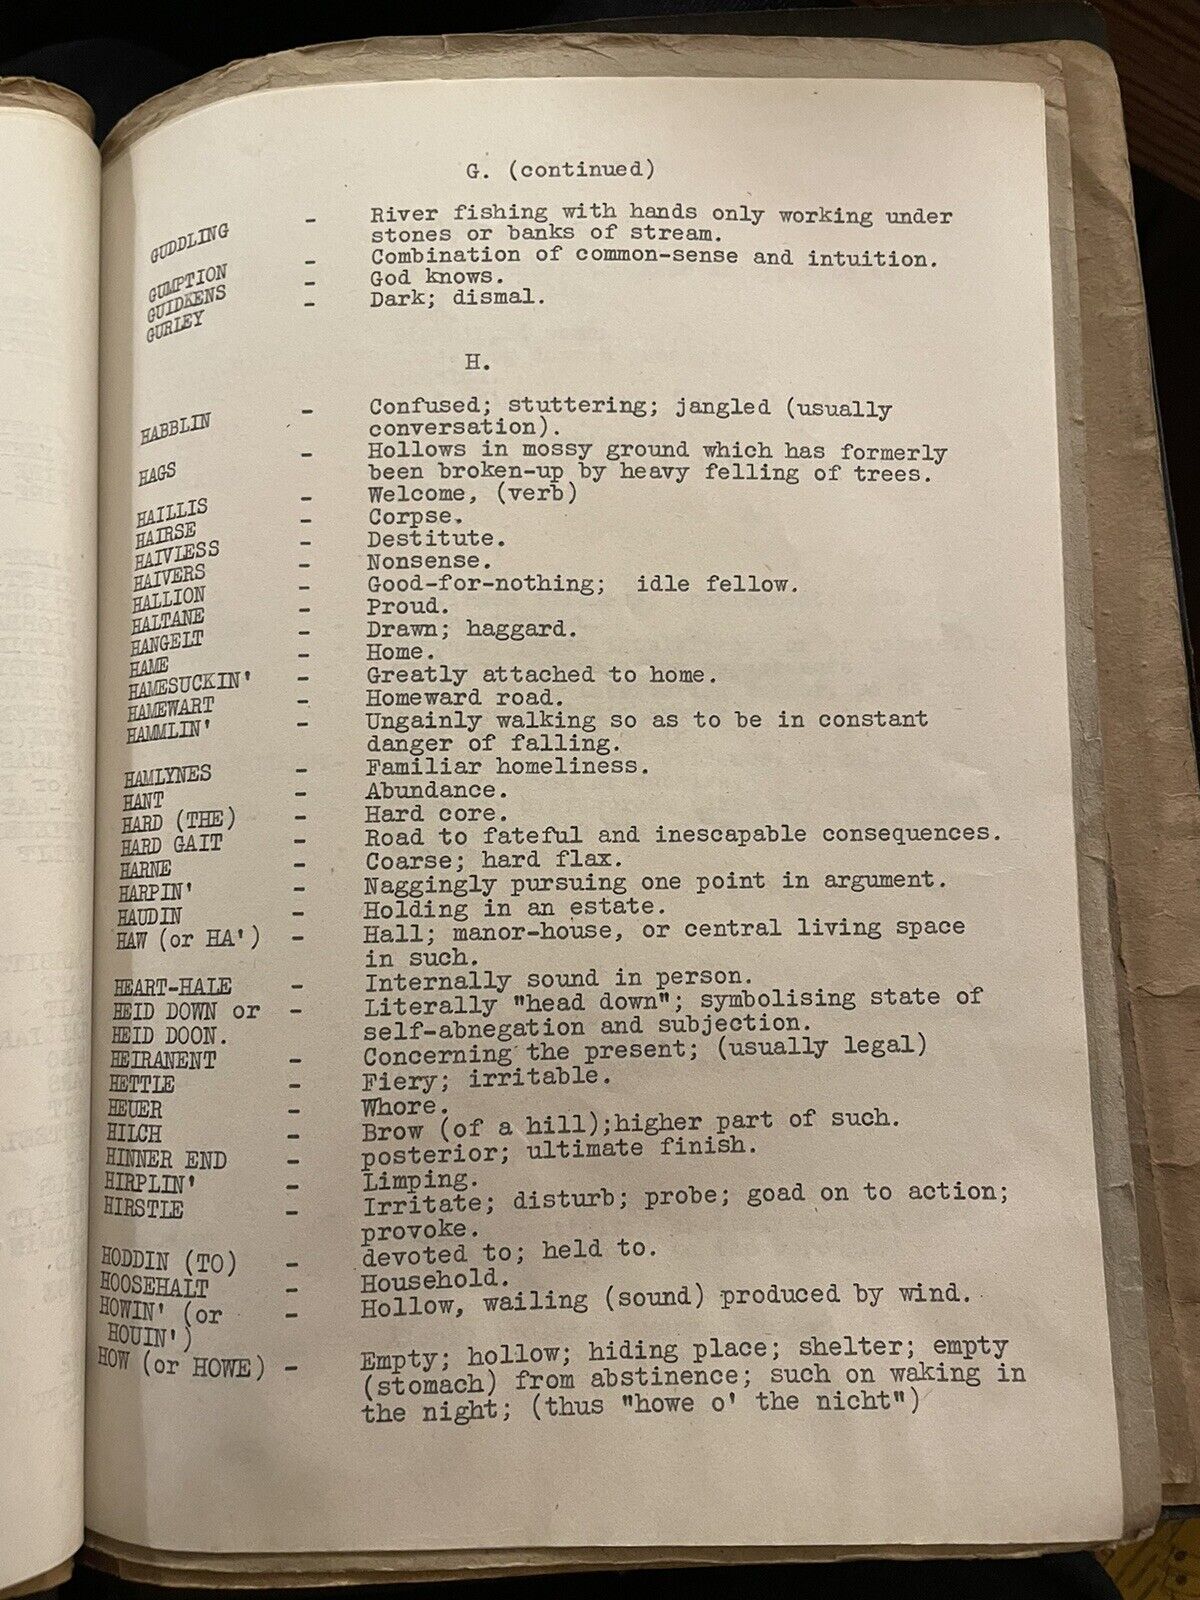 G. (continued)
GUDDLING - River fishing with hands only working under
stones or banks of stream.
GUMPTION - Combination of common-sense and intuition.
GUIDKENS - God knows.
GURLEY - Dark; dismal.
H.
HABBLIN - Confused; stuttering; jangled (usually
conversation).
HAGS - Hollows in mossy ground which has formerly
been broken-up by heavy felling of trees.
HAILLIS - Welcome, (verb)
HAIRSE - Corpse.
HAIVLESS - Destitute.
HAIVERS - Nonsense.
HALLION - Good-for-nothing; idle fellow.
HALTANE - Proud.
HANGELT - Drawn; haggard.
HAME - Home.
HAMESUCKIN' - Greatly attached to home.
HAMEWART - Homeward road.
HAMMLIN' - Ungainly walking so as to be in constant
danger of falling.
HAMLYNES - Familiar homeliness.
HANT - Abundance.
HARD (THE) - Hard core.
HARD GAIT - Road to fateful and inescapable consequences.
HARNE - Coarse; hard flax.
HARPIN' - Naggingly pursuing one point in argument.
HAUDIN - Holding in an estate.
HAW (or HA') - Hall; manor-house, or central living space
in such.
HEART-HALE - Internally sound in person.
HEID DOWN or - Literally "head down"; symbolising state of
HEID DOON. self-abnegation and subjection.
HEIRANENT - Concerning the present; (usually legal)
HETTLE - Fiery; irritable.
HEUER - Whore.
HILCH - Brow (of a hill);higher part of such.
HINNER END - posterior; ultimate finish.
HIRPLIN' - Limping.
HIRSTLE - Irritate; disturb; probe; goad on to action;
provoke.
HODDIN (TO) - devoted to; held to.
HOOSEHALT - Household.
HOWIN' (or - Hollow, wailing (sound) produced by wind.
HOUIN')
HOW (or HOWE) - Empty; hollow; hiding place; shelter; empty
(stomach) from abstinence; such on waking in
the night; (thus "howe o' the nicht")